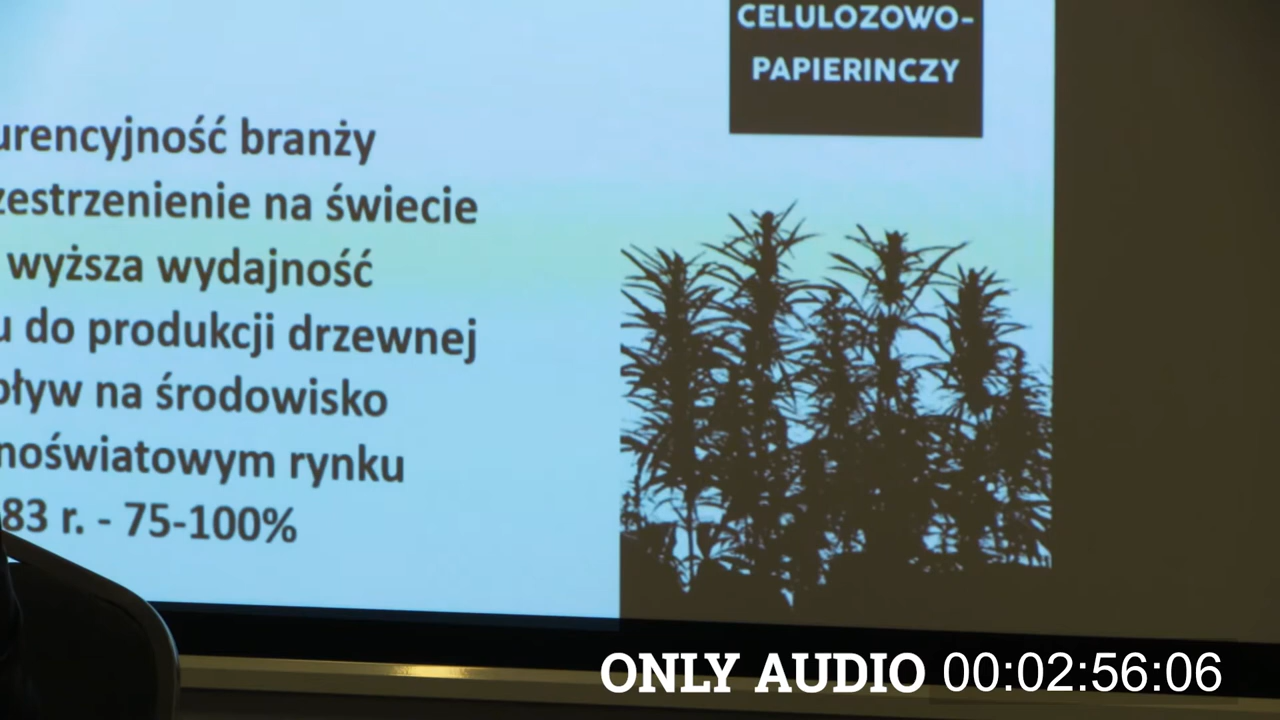 CELULOZOWO-
PAPIERINCZY
urencyjność branży
zestrzenienie na świecie
wyższa wydajność
u do produkcji drzewnej
pływ na środowisko
noświatowym rynku
83 r. - 75-100%
ONLY AUDIO 00:02:56:06